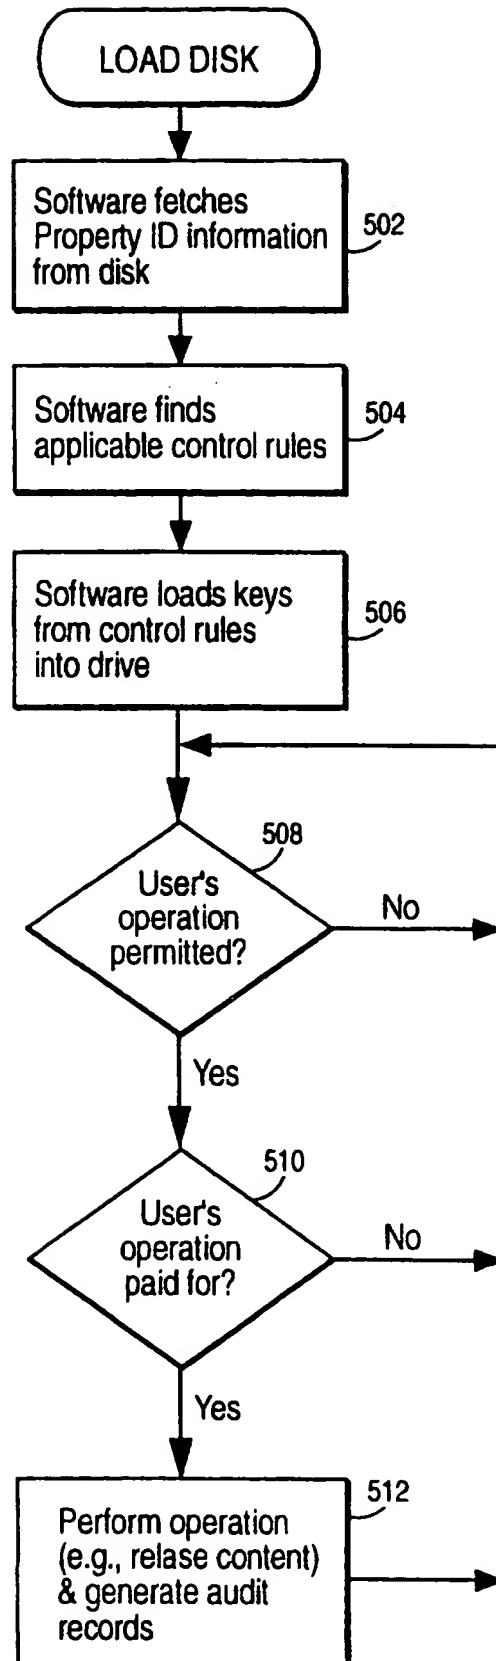 LOAD DISK
Software fetches
Property ID information
from disk
502
Software finds
applicable control rules
504
Software loads keys
from control rules
into drive
506
508
User's
operation
permitted?
No
Yes
510
User's
operation
paid for?
No
Yes
512
Perform operation
(e.g., relase content)
& generate audit
records